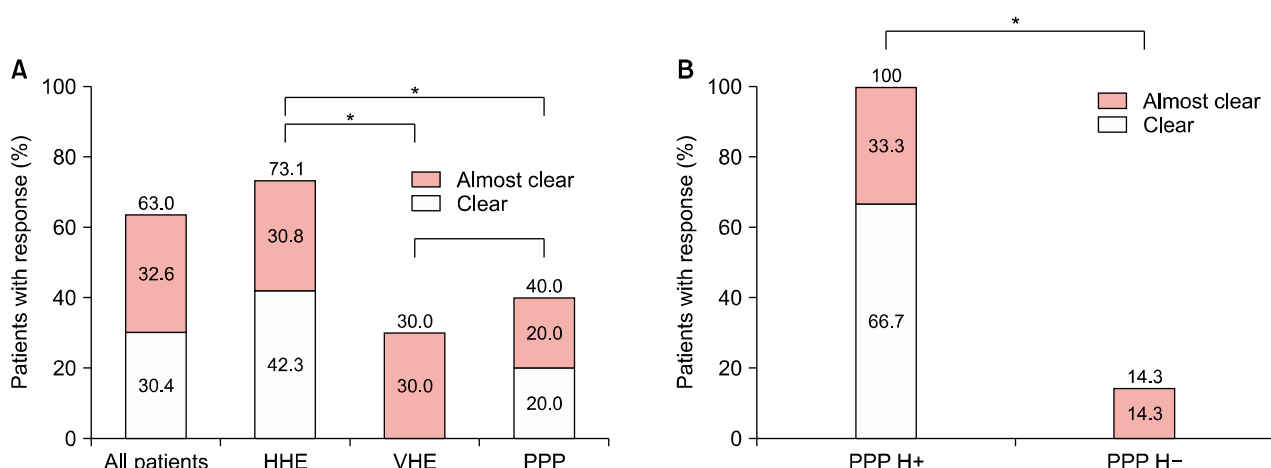 A
Patients with response (%)
100
80
60
40
20
0
*
*
Almost clear
Clear
63.0
32.6
30.4
73.1
30.8
42.3
30.0
30.0
40.0
20.0
20.0
All patients
HHE
VHE
PPP
B
Patients with response (%)
100
80
60
40
20
0
*
Almost clear
Clear
100
33.3
66.7
14.3
14.3
PPP H+
PPP H−